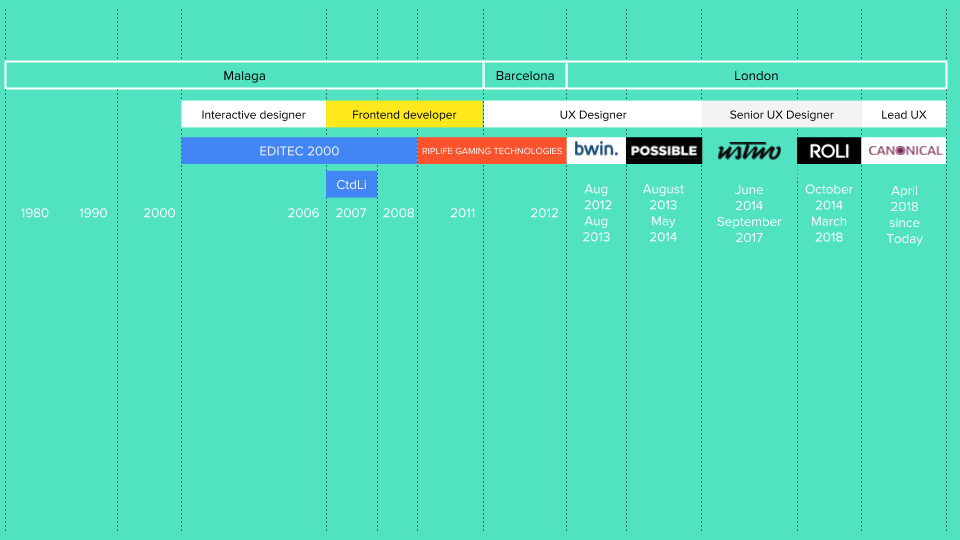 Malaga
Barcelona
London
Interactive designer
Frontend developer
UX Designer
Senior UX Designer
Lead UX
EDITEC 2000
RIPLIFE GAMING TECHNOLOGIES
bwin.
POSSIBLE
ustwo
ROLI
CANONICAL
CtdLi
1980
1990
2000
2006
2007
2008
2011
2012
Aug
2012
Aug
2013
August
2013
May
2014
June
2014
September
2017
October
2014
March
2018
April
2018
since
Today